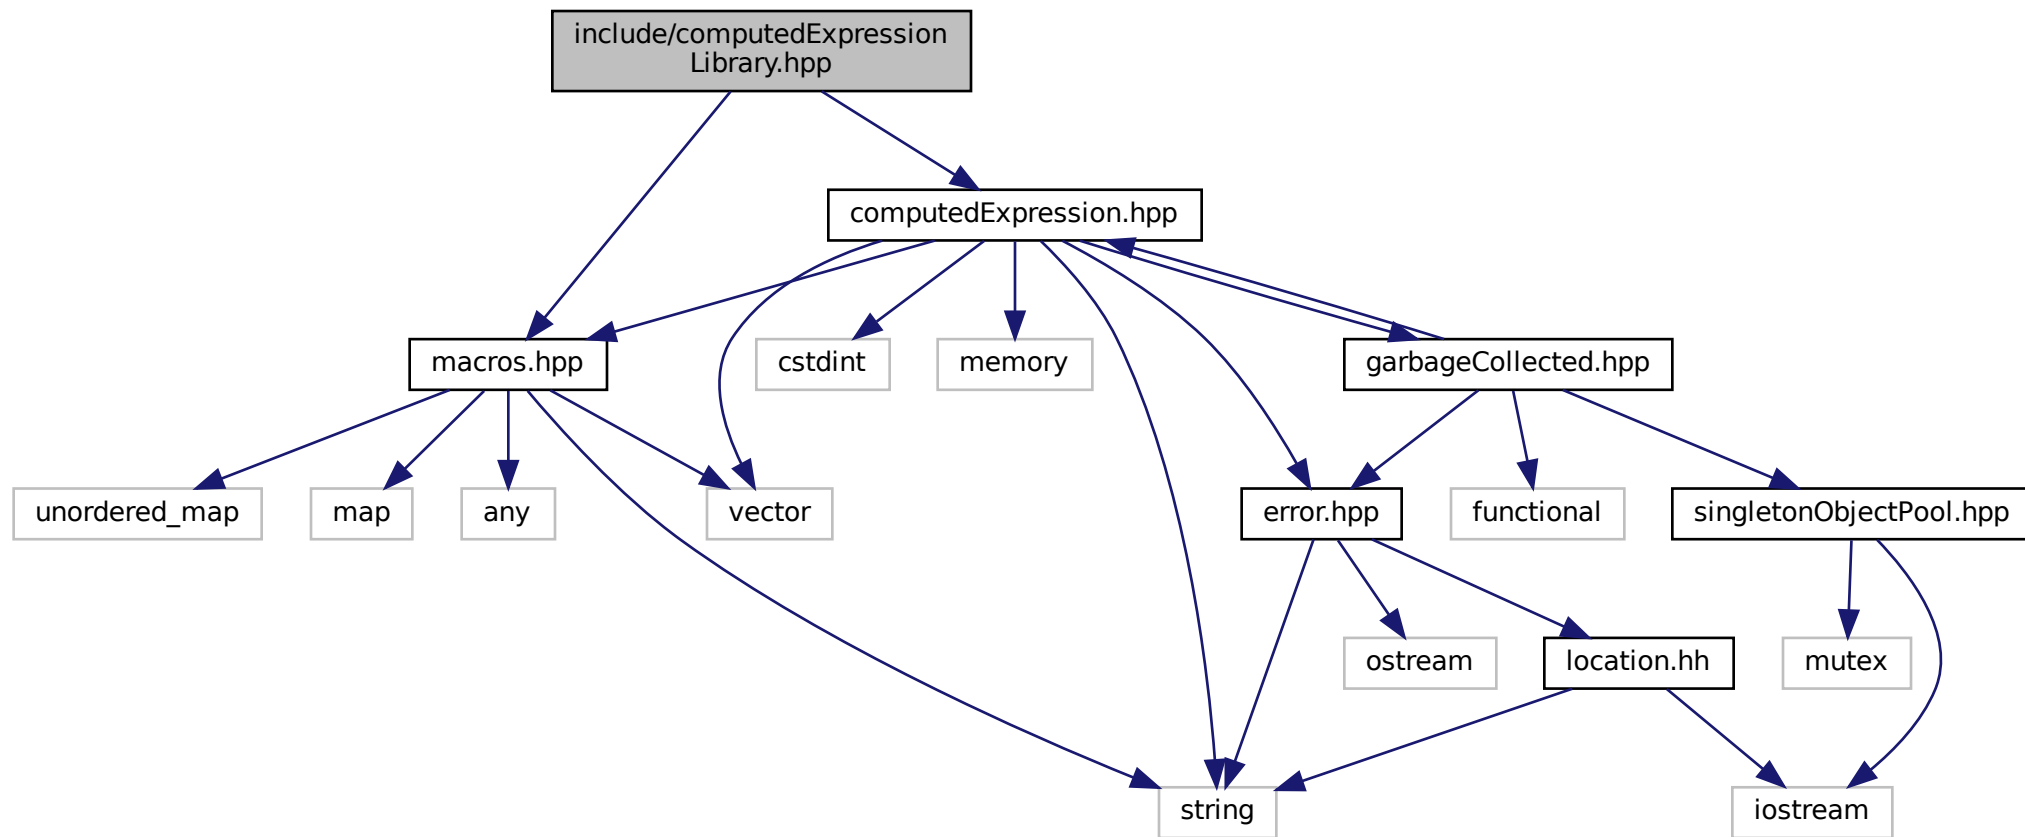 include/computedExpression
Library.hpp
computedExpression.hpp
macros.hpp
cstdint
memory
garbageCollected.hpp
unordered_map
map
any
vector
error.hpp
functional
singletonObjectPool.hpp
ostream
location.hh
mutex
string
iostream